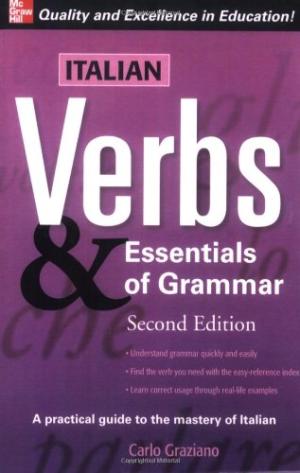 Mc
Graw
Hill
Quality and Excellence in Education!
ITALIAN
Verbs
& Essentials
of Grammar
Second Edition
• Understand grammar quickly and easily
• Find the verb you need with the easy-reference index
• Learn correct usage through real-life examples
A practical guide to the mastery of Italian
Carlo Graziano